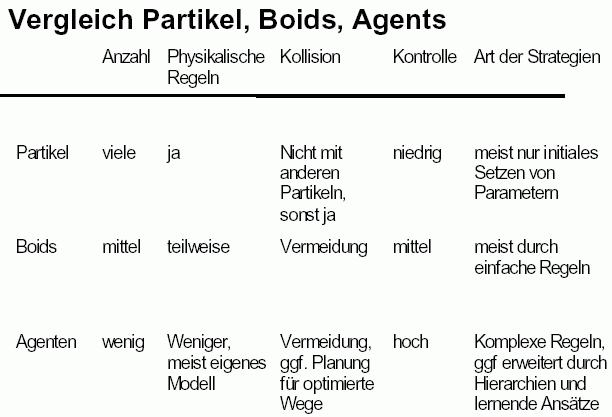 Vergleich Partikel, Boids, Agents
Anzahl Physikalische Kollision Kontrolle Art der Strategien
Regeln
Partikel viele ja Nicht mit niedrig meist nur initiales
anderen Setzen von
Partikeln, Parametern
sonst ja
Boids mittel teilweise Vermeidung mittel meist durch
einfache Regeln
Agenten wenig Weniger, Vermeidung, hoch Komplexe Regeln,
meist eigenes ggf. Planung ggf erweitert durch
Modell für optimierte Hierarchien und
Wege lernende Ansätze